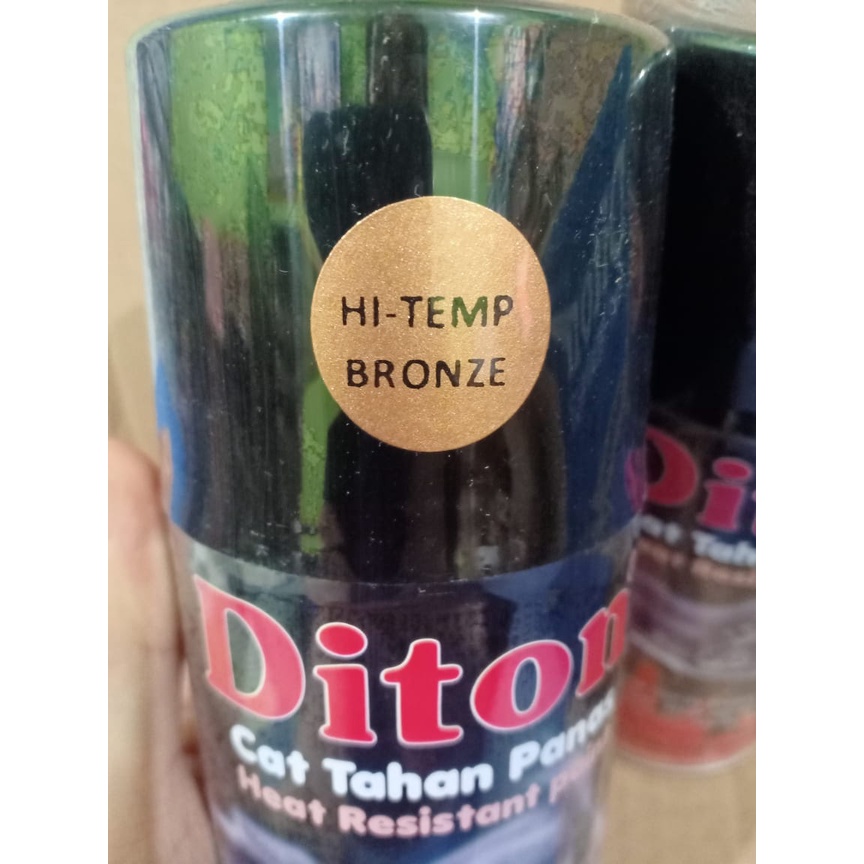 HI-TEMP
BRONZE
Diton
Cat Tahan Panas
Heat Resistant